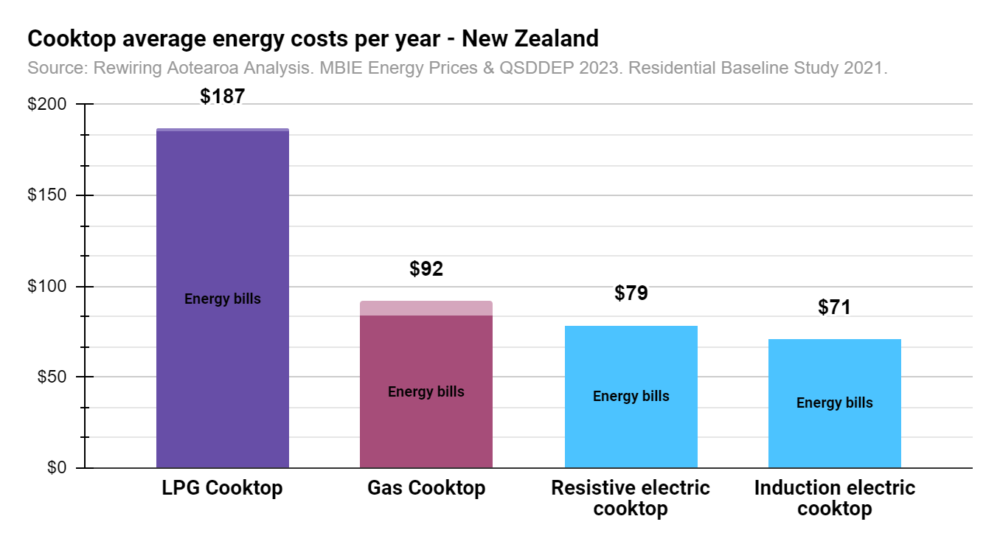 Cooktop average energy costs per year - New Zealand
Source: Rewiring Aotearoa Analysis. MBIE Energy Prices & QSDDEP 2023. Residential Baseline Study 2021.
$187
$200
$150
$92
$100
$79
$71
Energy bills
$50
Energy bills
Energy bills
Energy bills
$0
LPG Cooktop
Gas Cooktop
Resistive electric
cooktop
Induction electric
cooktop